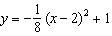 y = −1/8 (x − 2)² + 1